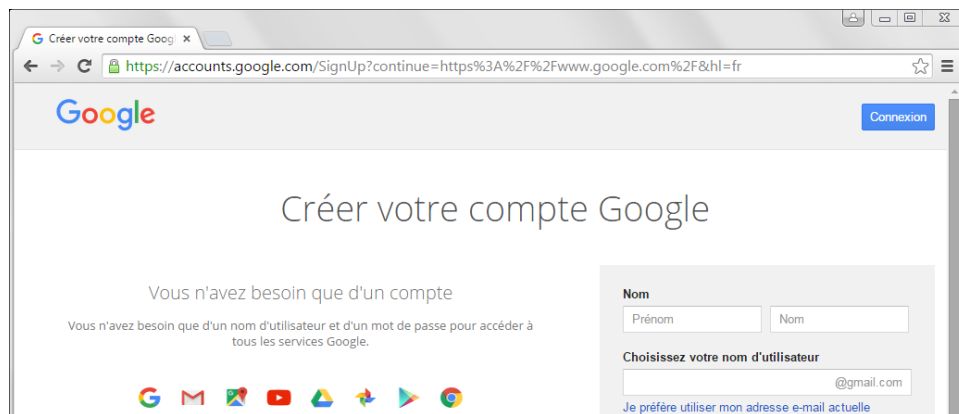 Créer votre compte Goog
https://accounts.google.com/SignUp?continue=https%3A%2F%2Fwww.google.com%2F&hl=fr
Google
Connexion
Créer votre compte Google
Vous n'avez besoin que d'un compte
Vous n'avez besoin que d'un nom d'utilisateur et d'un mot de passe pour accéder à
tous les services Google.
Nom
Prénom
Nom
Choisissez votre nom d'utilisateur
@gmail.com
Je préfère utiliser mon adresse e-mail actuelle